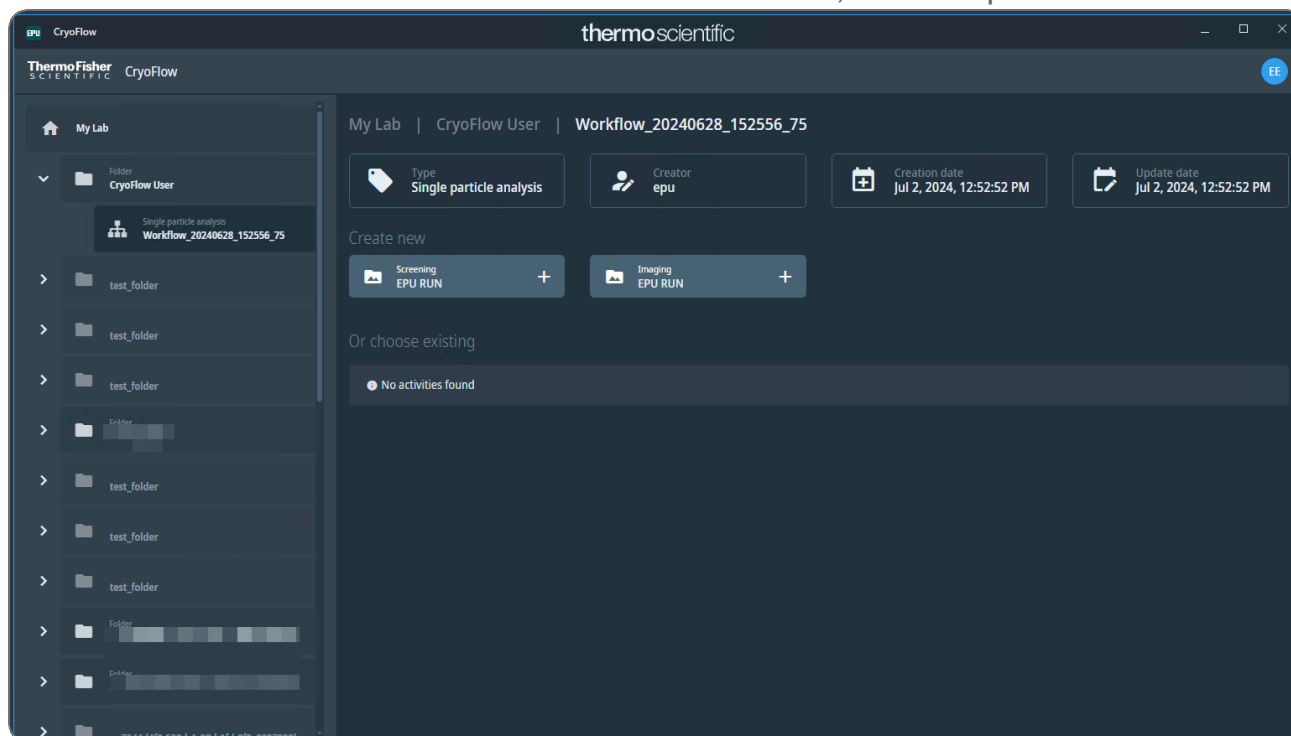 EPU CryoFlow
thermo scientific
ThermoFisher
SCIENTIFIC
CryoFlow
EE
My Lab
Folder
CryoFlow User
Single particle analysis
Workflow_20240628_152556_75
test_folder
test_folder
test_folder
Folder
test_folder
test_folder
test_folder
Folder
Folder
My Lab | CryoFlow User | Workflow_20240628_152556_75
Type
Single particle analysis
Creator
epu
Creation date
Jul 2, 2024, 12:52:52 PM
Update date
Jul 2, 2024, 12:52:52 PM
Create new
Screening
EPU RUN
Imaging
EPU RUN
Or choose existing
No activities found